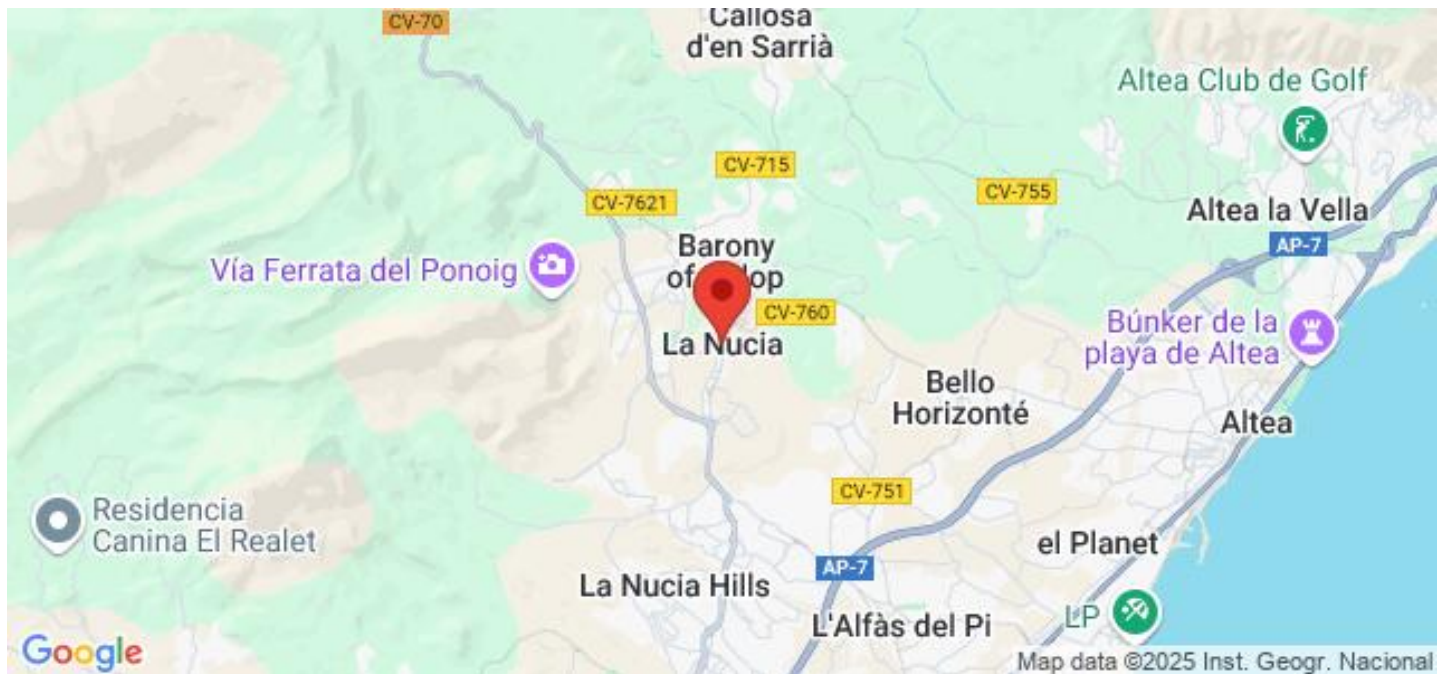 CV-70
Callosa
d'en Sarrià
Altea Club de Golf
CV-715
CV-755
CV-7621
Altea la Vella
AP-7
Barony
Vía Ferrata del Ponoig
CV-760
La Nucia
Búnker de la
playa de Altea
Bello
Horizonté
Altea
CV-751
Residencia
Canina El Realet
el Planet
AP-7
La Nucia Hills
L'Alfàs del Pi
LP
Google
Map data ©2025 Inst. Geogr. Nacional